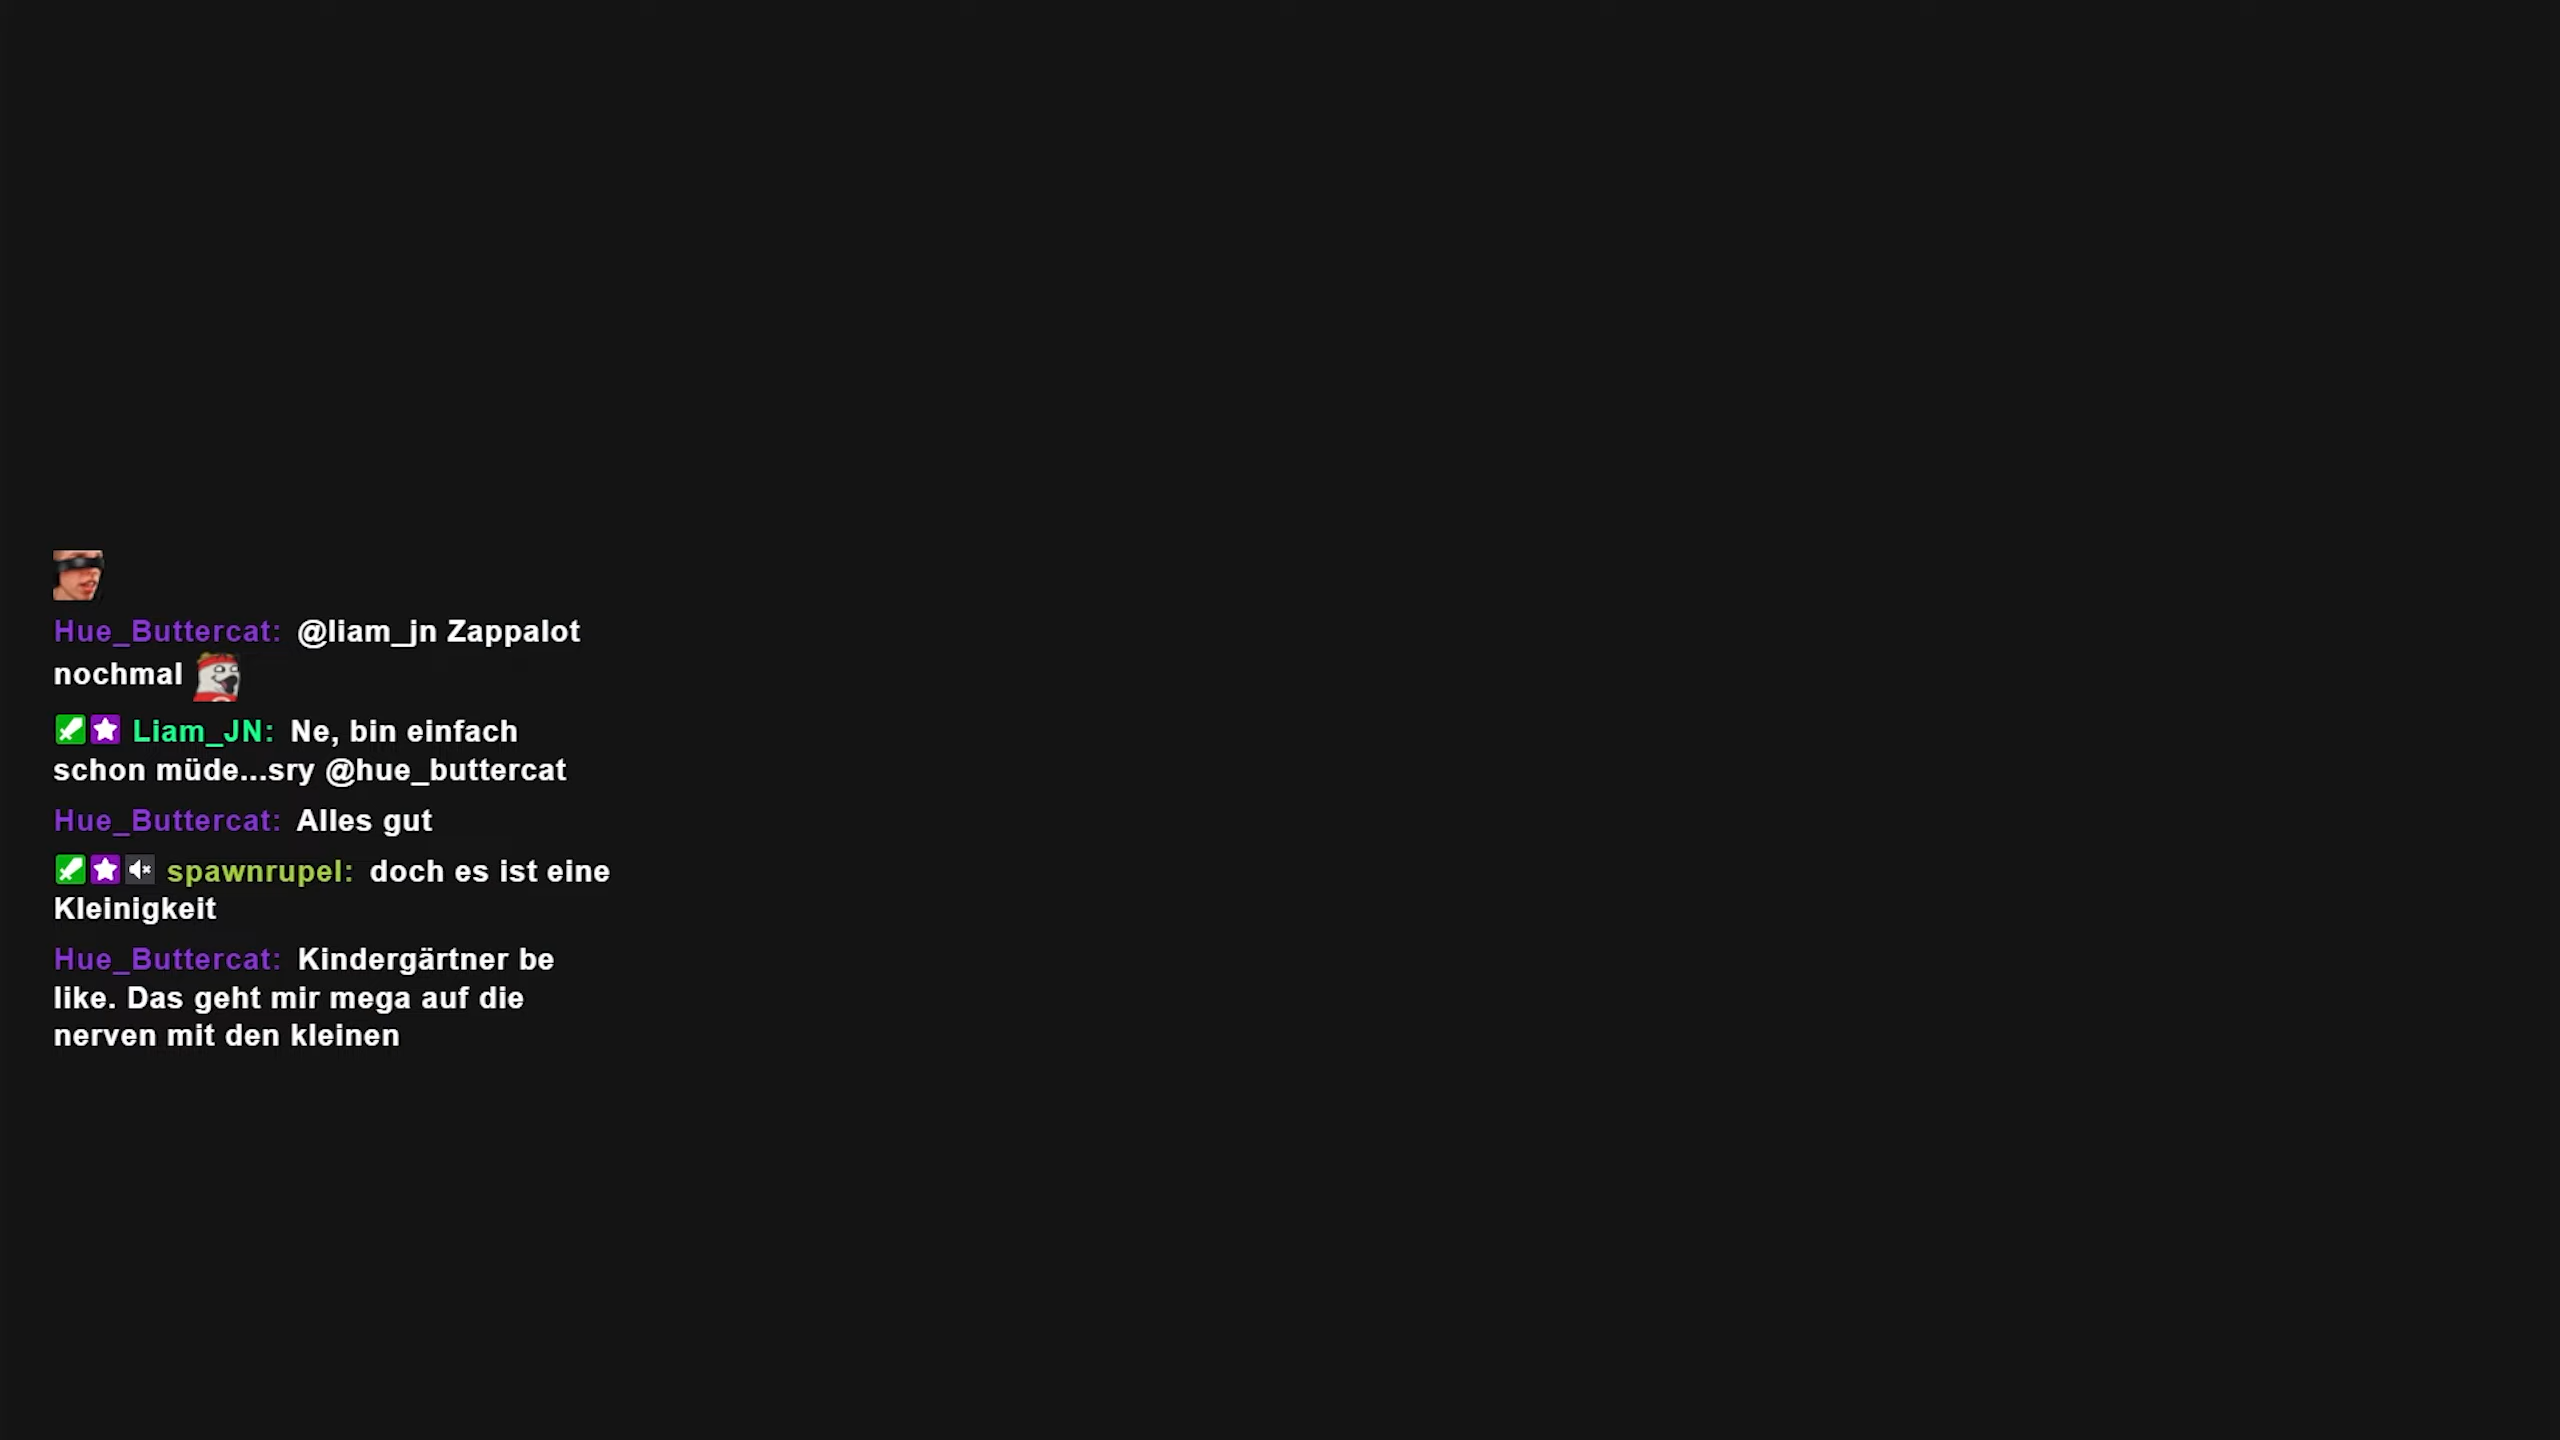 Hue_Buttercat: @liam_jn Zappalot
nochmal
Liam_JN: Ne, bin einfach
schon müde...sry @hue_buttercat
Hue_Buttercat: Alles gut
spawnrupel: doch es ist eine
Kleinigkeit
Hue_Buttercat: Kindergärtner be
like. Das geht mir mega auf die
nerven mit den kleinen